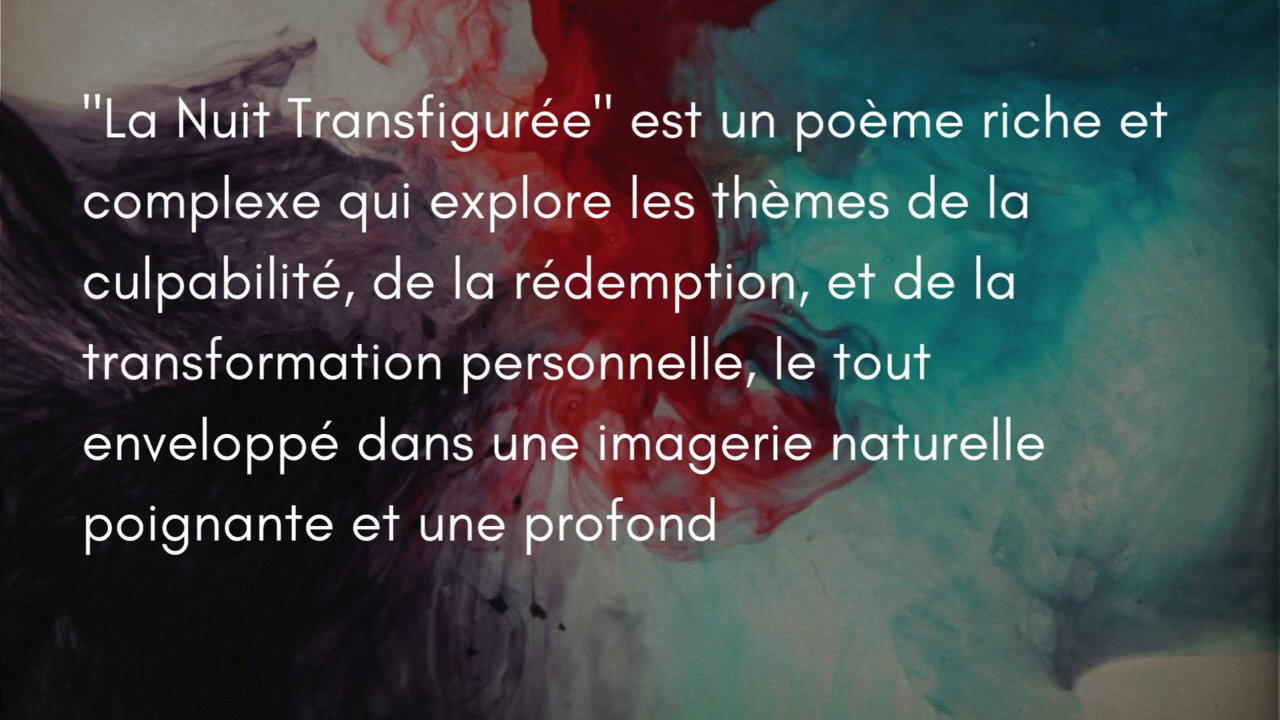 "La Nuit Transfigurée" est un poème riche et
complexe qui explore les thèmes de la
culpabilité, de la rédemption, et de la
transformation personnelle, le tout
enveloppé dans une imagerie naturelle
poignante et une profond